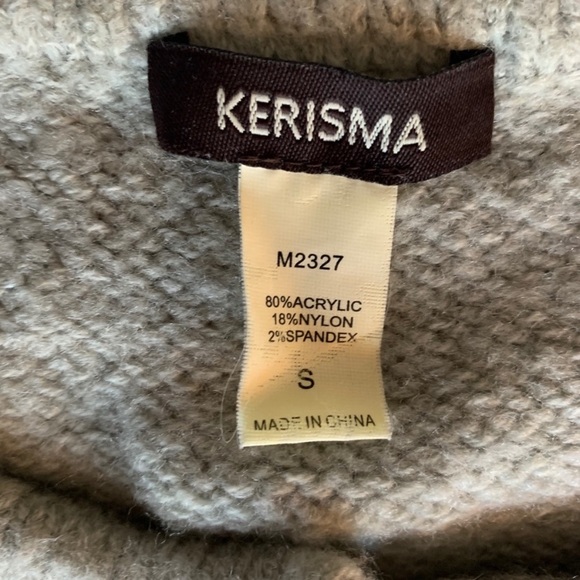 KERISMA
M2327
80%ACRYLIC
18%NYLON
2%SPANDEX
S
MADE IN CHINA